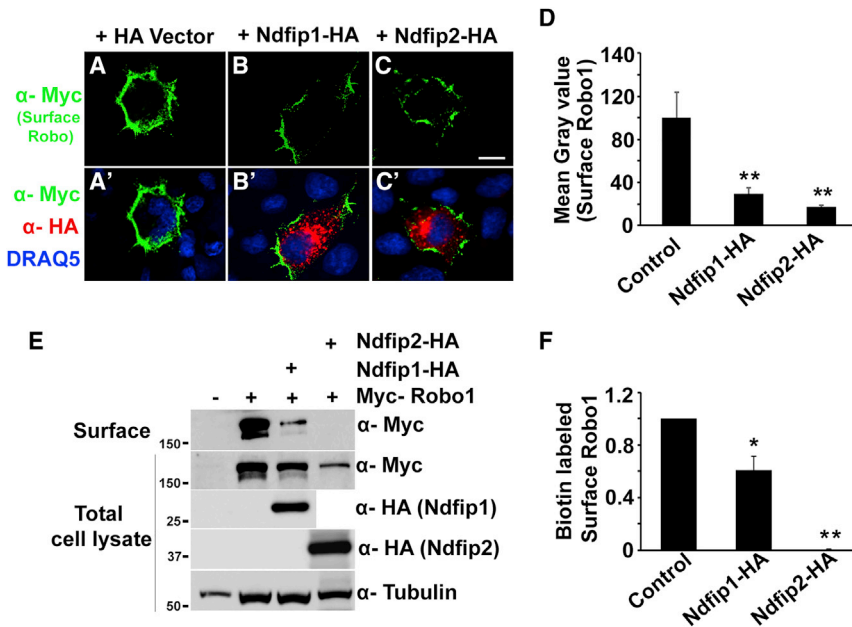 + HA Vector + Ndfip1-HA + Ndfip2-HA
A B C
α- Myc
(Surface
Robo)
A' B' C'
α- Myc
α- HA
DRAQ5
D
Mean Gray value
(Surface Robo1)
140
120
80
40
20
0
**
**
Control
Ndfip1-HA
Ndfip2-HA
E
+ Ndfip2-HA
+ Ndfip1-HA
- + + + Myc- Robo1
Surface
150
α- Myc
Total
cell lysate
150
α- Myc
25
α- HA (Ndfip1)
37
α- HA (Ndfip2)
50
α- Tubulin
F
Biotin labeled
Surface Robo1
1.2
0.8
0.4
0
*
**
Control
Ndfip1-HA
Ndfip2-HA